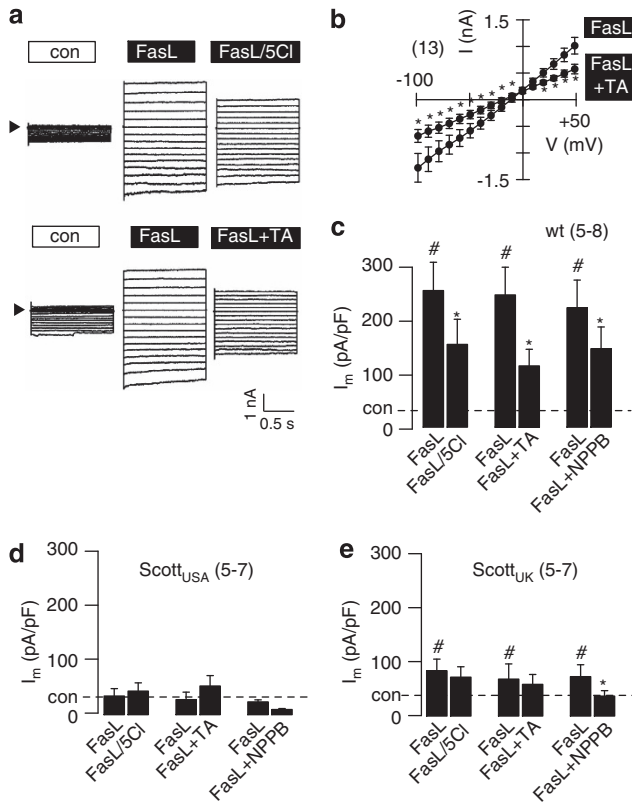 a
con FasL FasL/5Cl
con FasL FasL+TA
1 nA
0.5 s
b
I (nA)
1.5
(13)
-100
+50
V (mV)
-1.5
FasL
FasL
+TA
* * * * * * * * * * * * * *
c
wt (5-8)
I_m (pA/pF)
300
200
100
con
0
# # #
* * *
FasL
FasL/5Cl
FasL
FasL+TA
FasL
FasL+NPPB
d
Scott_USA (5-7)
I_m (pA/pF)
300
200
100
con
0
FasL
FasL/5Cl
FasL
FasL+TA
FasL
FasL+NPPB
e
Scott_UK (5-7)
I_m (pA/pF)
300
200
100
con
0
# # #
*
FasL
FasL/5Cl
FasL
FasL+TA
FasL
FasL+NPPB